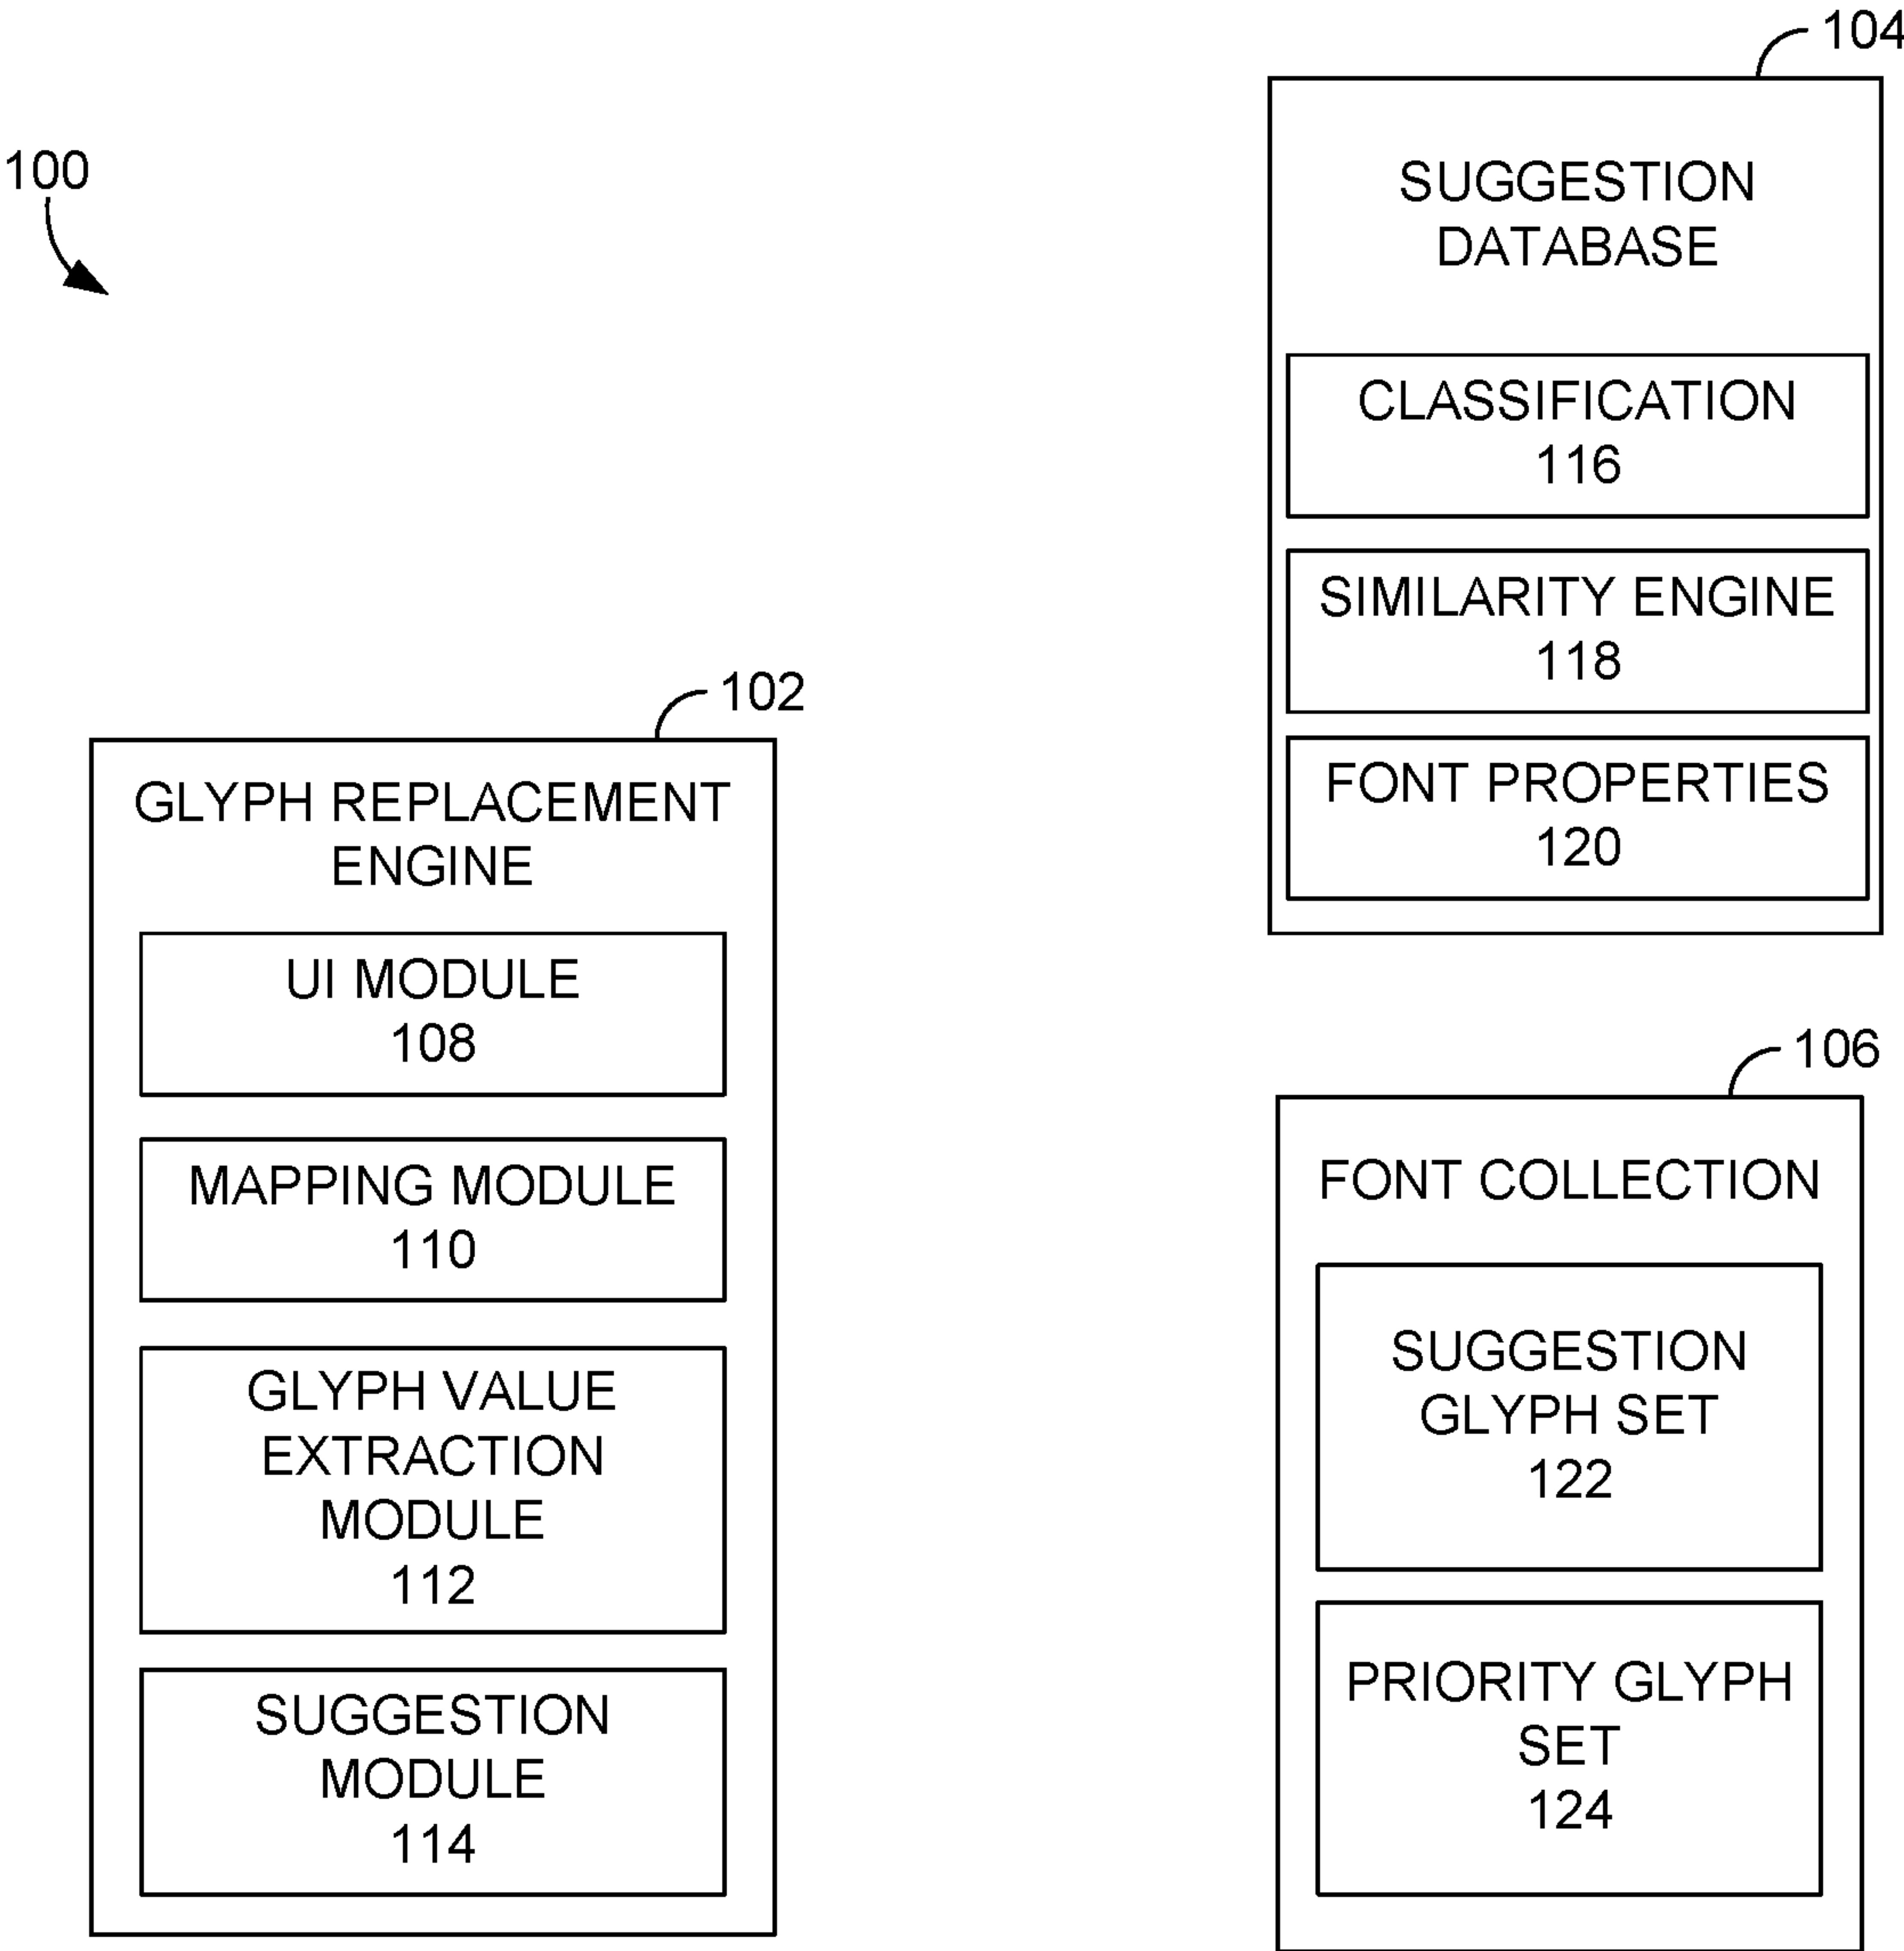 100
102
GLYPH REPLACEMENT
ENGINE
UI MODULE
108
MAPPING MODULE
110
GLYPH VALUE
EXTRACTION
MODULE
112
SUGGESTION
MODULE
114
104
SUGGESTION
DATABASE
CLASSIFICATION
116
SIMILARITY ENGINE
118
FONT PROPERTIES
120
106
FONT COLLECTION
SUGGESTION
GLYPH SET
122
PRIORITY GLYPH
SET
124